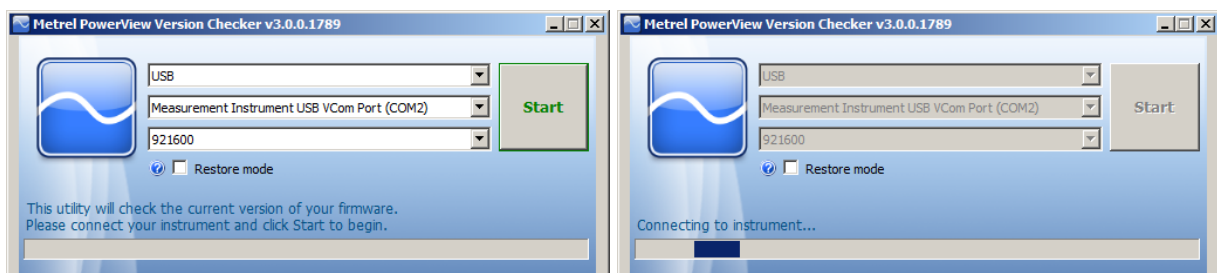 Metrel PowerView Version Checker v3.0.0.1789
USB
Measurement Instrument USB VCom Port (COM2)
921600
Start
Restore mode
This utility will check the current version of your firmware.
Please connect your instrument and click Start to begin.
Metrel PowerView Version Checker v3.0.0.1789
USB
Measurement Instrument USB VCom Port (COM2)
921600
Start
Restore mode
Connecting to instrument...